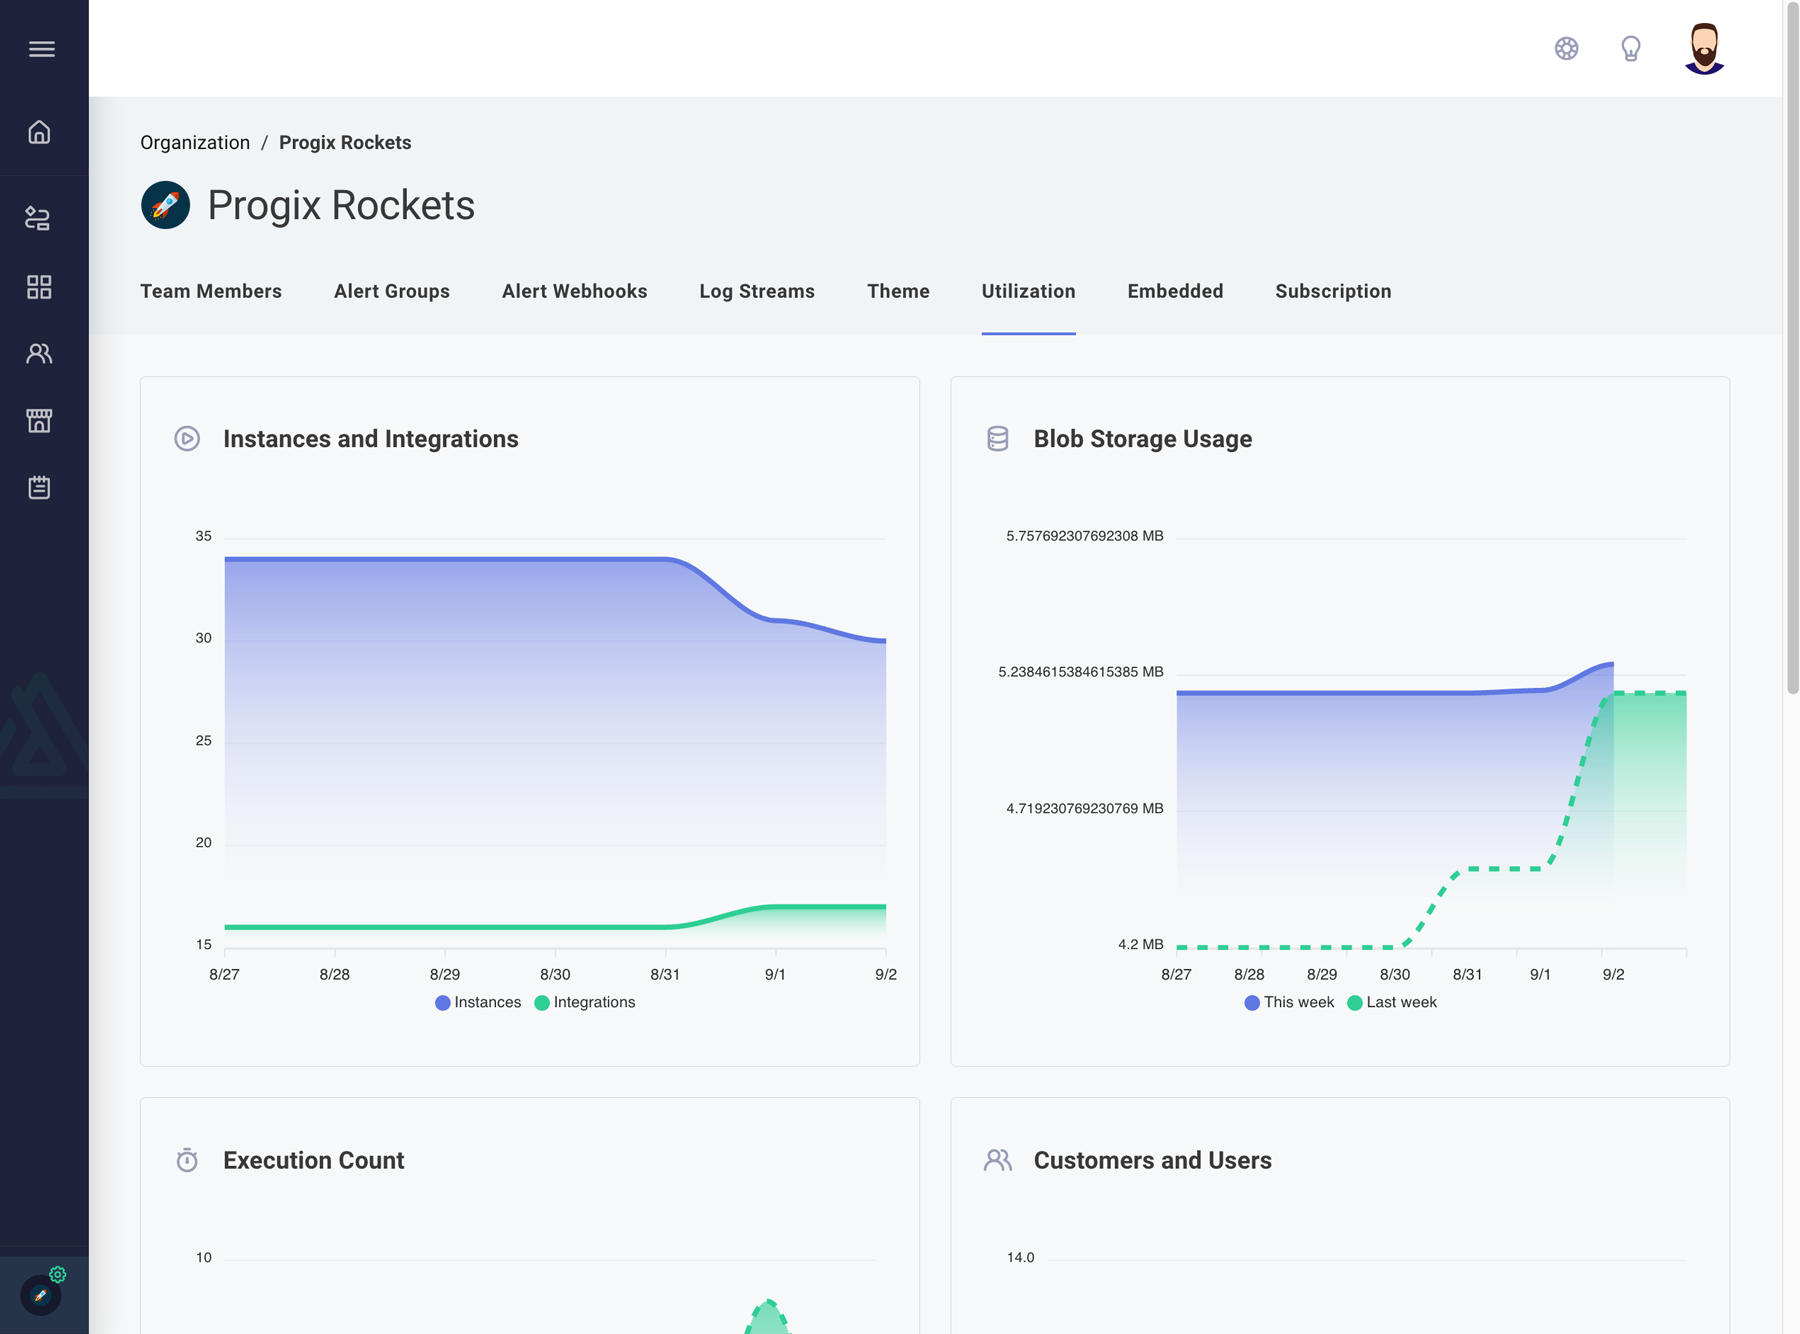 Organization / Progix Rockets
Progix Rockets
Team Members Alert Groups Alert Webhooks Log Streams Theme Utilization Embedded Subscription
Instances and Integrations
35
30
25
20
15
8/27 8/28 8/29 8/30 8/31 9/1 9/2
Instances Integrations
Blob Storage Usage
5.757692307692308 MB
5.2384615384615385 MB
4.719230769230769 MB
4.2 MB
8/27 8/28 8/29 8/30 8/31 9/1 9/2
This week Last week
Execution Count
10
Customers and Users
14.0